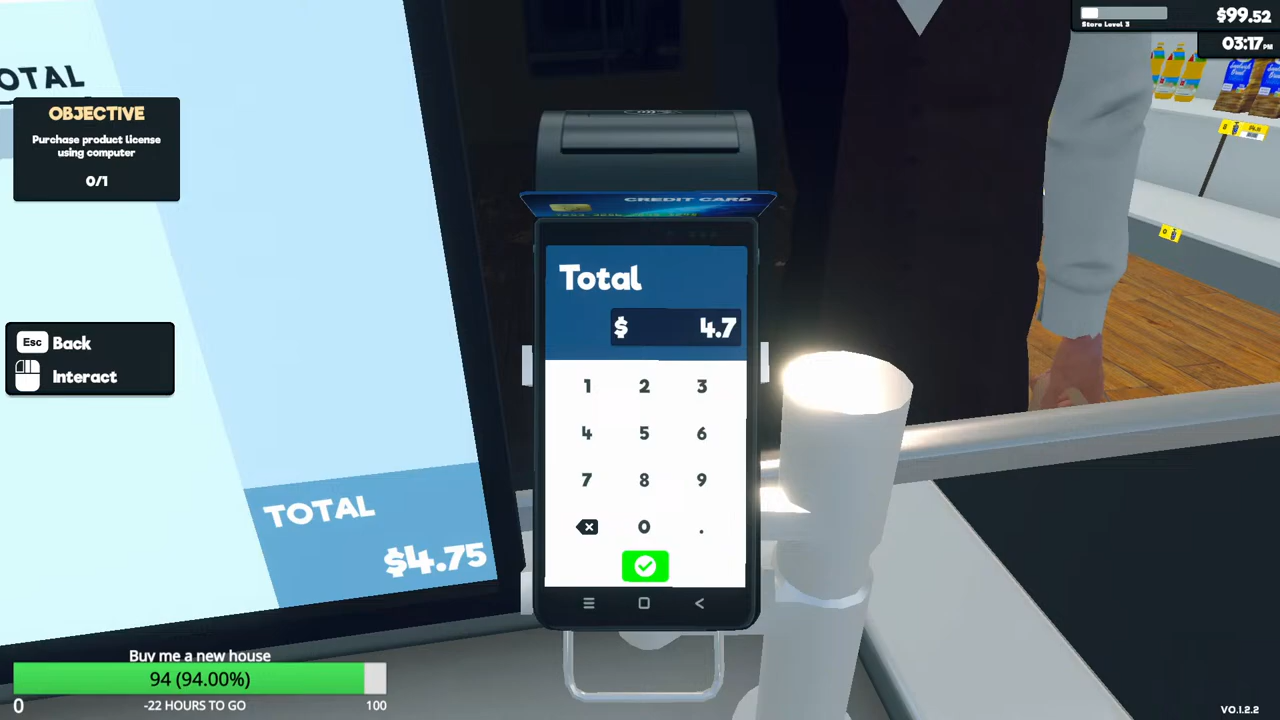 OTAL
OBJECTIVE
Purchase product license
using computer
0/1
Esc Back
Interact
TOTAL
$4.75
CREDIT CARD
Total
$ 4.7
1 2 3
4 5 6
7 8 9
0 .
Store Level 3
$99.52
03:17PM
Buy me a new house
94 (94.00%)
0 -22 HOURS TO GO 100
V0.1.2.2